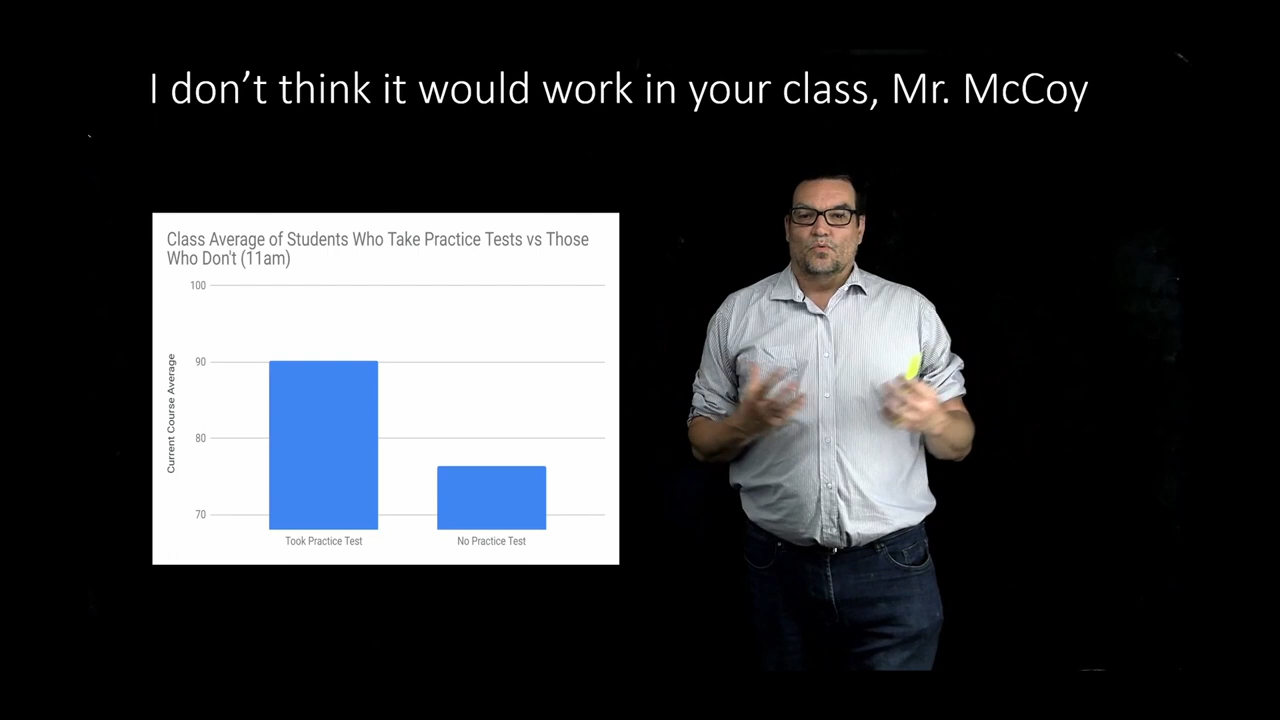 I don’t think it would work in your class, Mr. McCoy
Class Average of Students Who Take Practice Tests vs Those
Who Don't (11am)
100
90
80
70
Current Course Average
Took Practice Test
No Practice Test